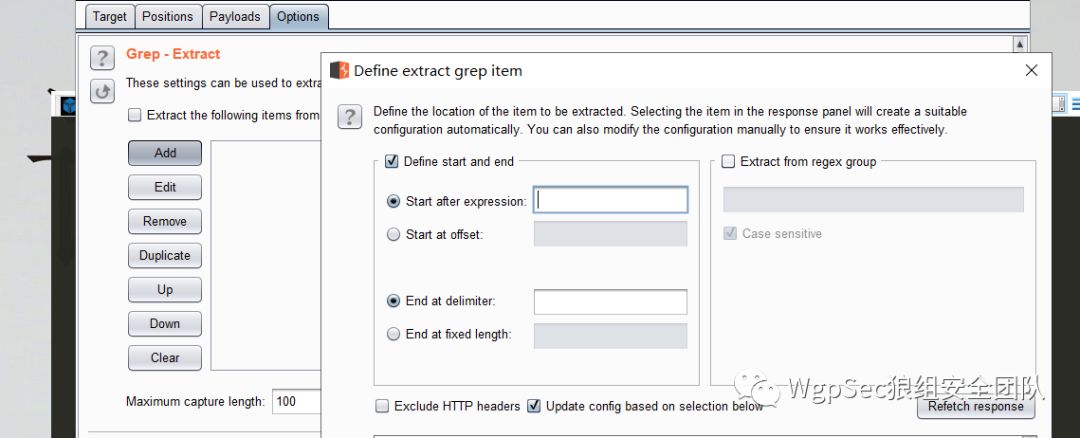 Target Positions Payloads Options
? Grep - Extract
These settings can be used to extra
Extract the following items from
Add
Edit
Remove
Duplicate
Up
Down
Clear
Maximum capture length: 100
Define extract grep item
? Define the location of the item to be extracted. Selecting the item in the response panel will create a suitable
configuration automatically. You can also modify the configuration manually to ensure it works effectively.
Define start and end
Start after expression:
Start at offset:
End at delimiter:
End at fixed length:
Extract from regex group
Case sensitive
Exclude HTTP headers Update config based on selection below
Refetch response
WgpSec狼组安全团队